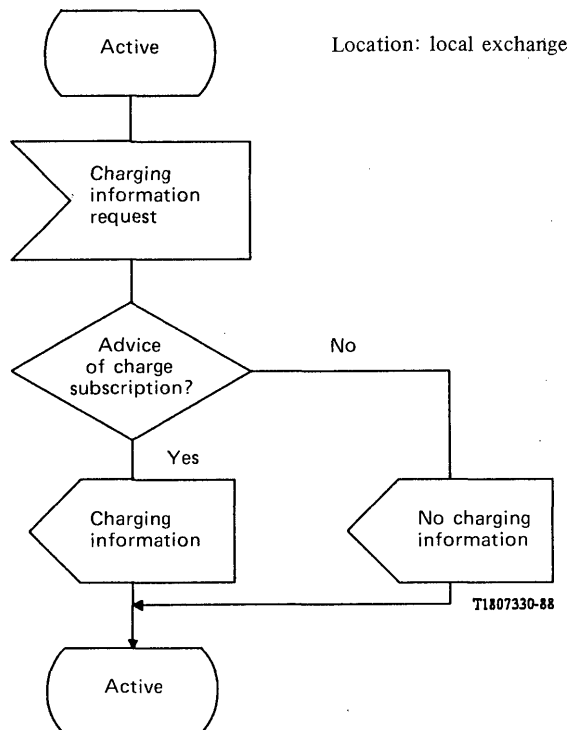 Active
Location: local exchange
Charging
information
request
Advice
of charge
subscription?
No
Yes
Charging
information
No charging
information
T1807330-88
Active